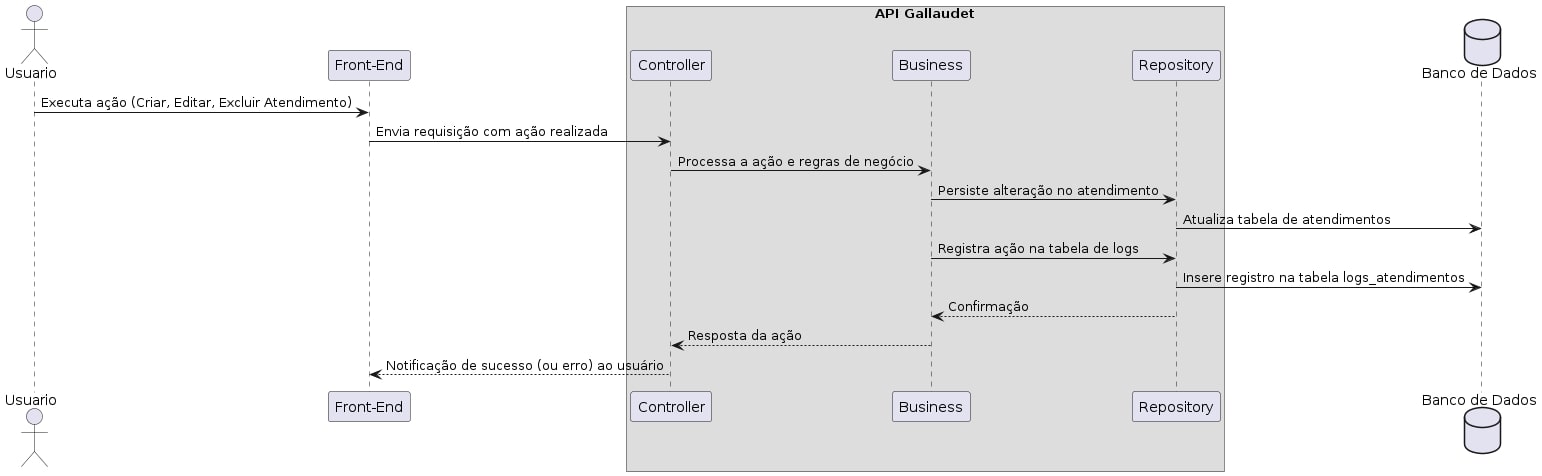 API Gallaudet
Usuario
Front-End
Controller
Business
Repository
Banco de Dados
Executa ação (Criar, Editar, Excluir Atendimento)
Envia requisição com ação realizada
Processa a ação e regras de negócio
Persiste alteração no atendimento
Atualiza tabela de atendimentos
Registra ação na tabela de logs
Insere registro na tabela logs_atendimentos
Confirmação
Resposta da ação
Notificação de sucesso (ou erro) ao usuário
Usuario
Front-End
Controller
Business
Repository
Banco de Dados